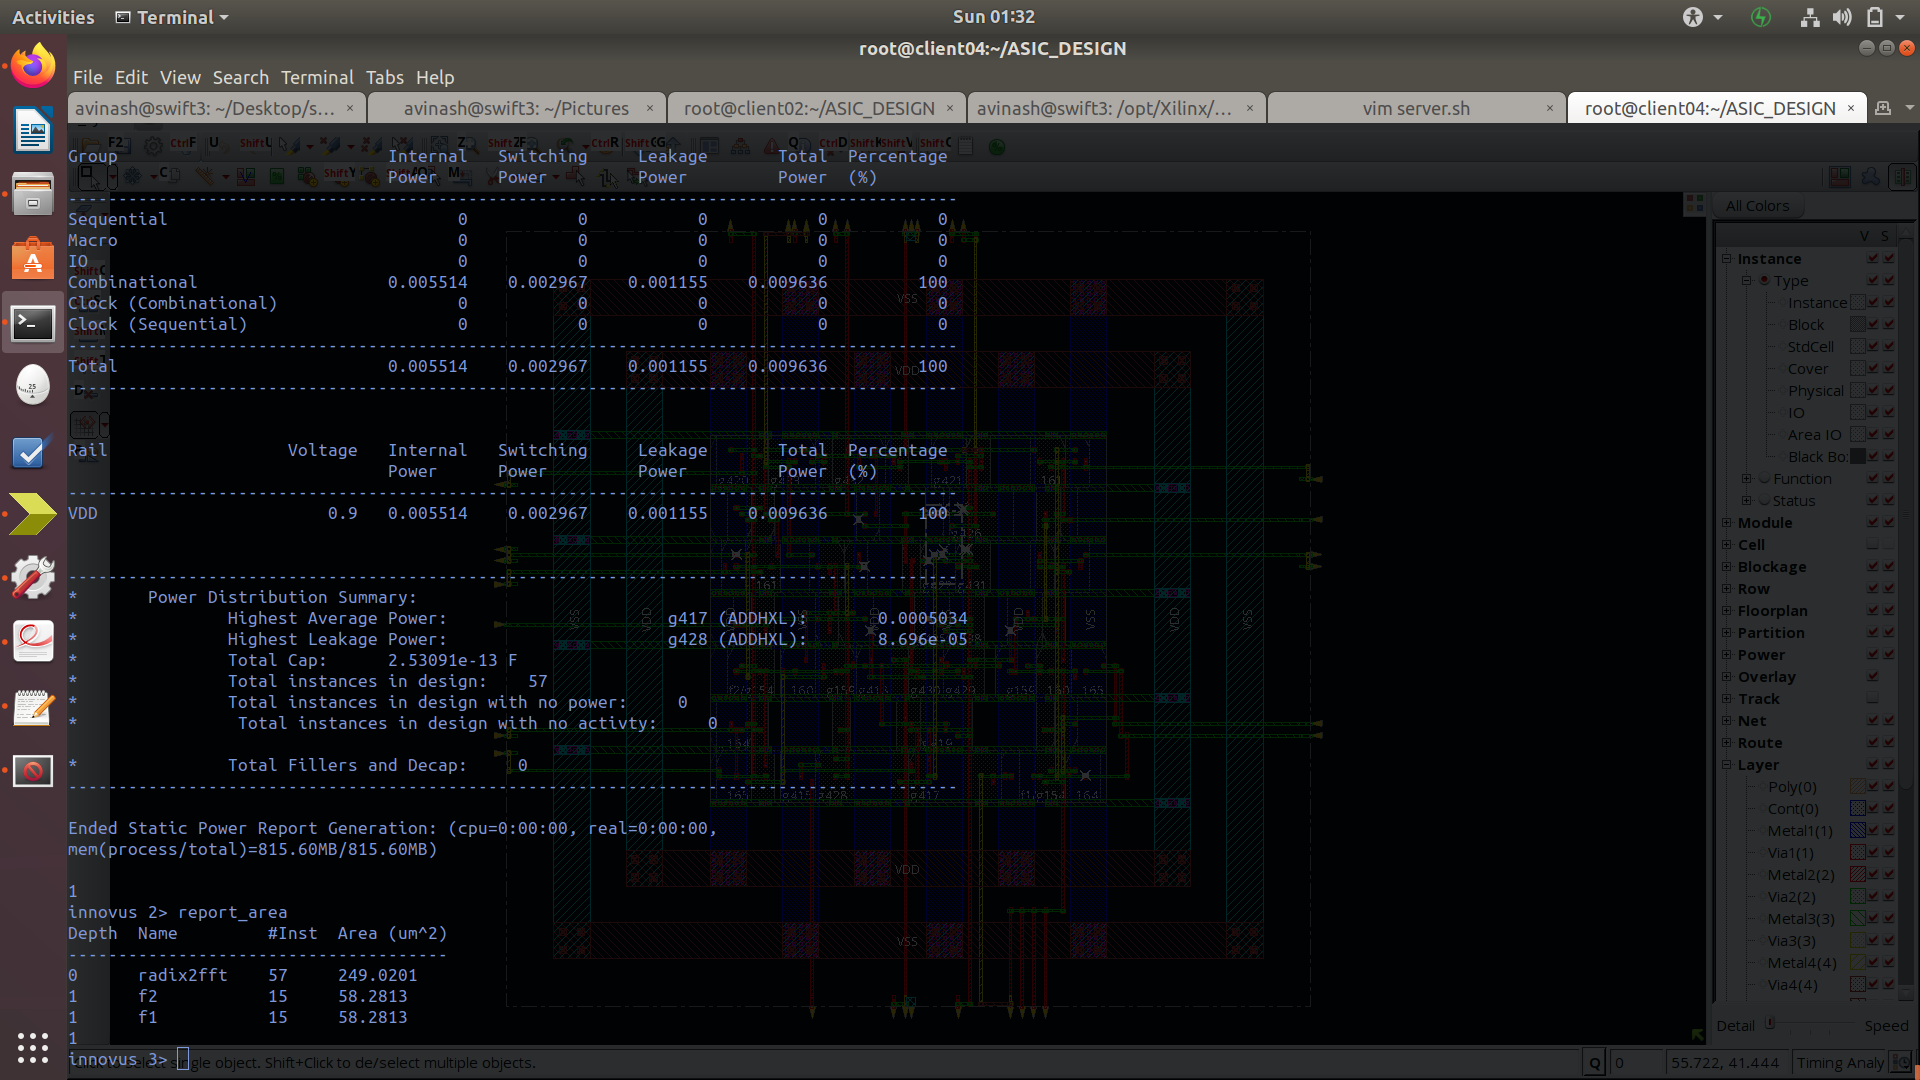 Activities Terminal Sun 01:32
root@client04:~/ASIC_DESIGN
File Edit View Search Terminal Tabs Help
avinash@swift3: ~/Desktop/s... × avinash@swift3: ~/Pictures × root@client02:~/ASIC_DESIGN × avinash@swift3: /opt/Xilinx/... × vim server.sh × root@client04:~/ASIC_DESIGN ×
Group Internal Switching Leakage Total Percentage
Power Power Power Power (%)
Sequential 0 0 0 0 0
Macro 0 0 0 0 0
IO 0 0 0 0 0
Combinational 0.005514 0.002967 0.001155 0.009636 100
Clock (Combinational) 0 0 0 0 0
Clock (Sequential) 0 0 0 0 0
Total 0.005514 0.002967 0.001155 0.009636 100
Rail Voltage Internal Switching Leakage Total Percentage
Power Power Power Power (%)
VDD 0.9 0.005514 0.002967 0.001155 0.009636 100
* Power Distribution Summary:
* Highest Average Power: g417 (ADDHXL): 0.0005034
* Highest Leakage Power: g428 (ADDHXL): 8.696e-05
* Total Cap: 2.53091e-13 F
* Total instances in design: 57
* Total instances in design with no power: 0
* Total instances in design with no activty: 0
* Total Fillers and Decap: 0
Ended Static Power Report Generation: (cpu=0:00:00, real=0:00:00,
mem(process/total)=815.60MB/815.60MB)
1
innovus 2> report_area
Depth Name #Inst Area (um^2)
0 radix2fft 57 249.0201
1 f2 15 58.2813
1 f1 15 58.2813
1
innovus 3>
All Colors
V S
Instance
Type
Instance
Block
StdCell
Cover
Physical
IO
Area IO
Black Bo
Function
Status
Module
Cell
Blockage
Row
Floorplan
Partition
Power
Overlay
Track
Net
Route
Layer
Poly(0)
Cont(0)
Metal1(1)
Via1(1)
Metal2(2)
Via2(2)
Metal3(3)
Via3(3)
Metal4(4)
Via4(4)
Detail Speed
single object. Shift+Click to de/select multiple objects. Q 0 55.722, 41.444 Timing Analy
VSS
VDD
VSS
VDD
VSS
VDD
VDD
VSS